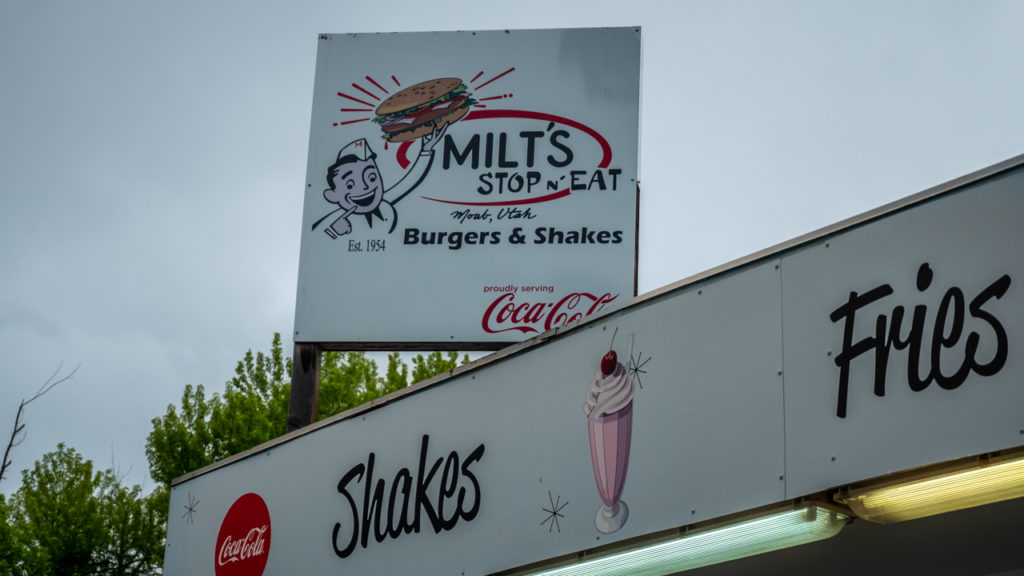 M
MILT'S
STOP N' EAT
Moab, Utah
Est. 1954
Burgers & Shakes
proudly serving
Coca-Cola
Fries
Shakes
Coca-Cola